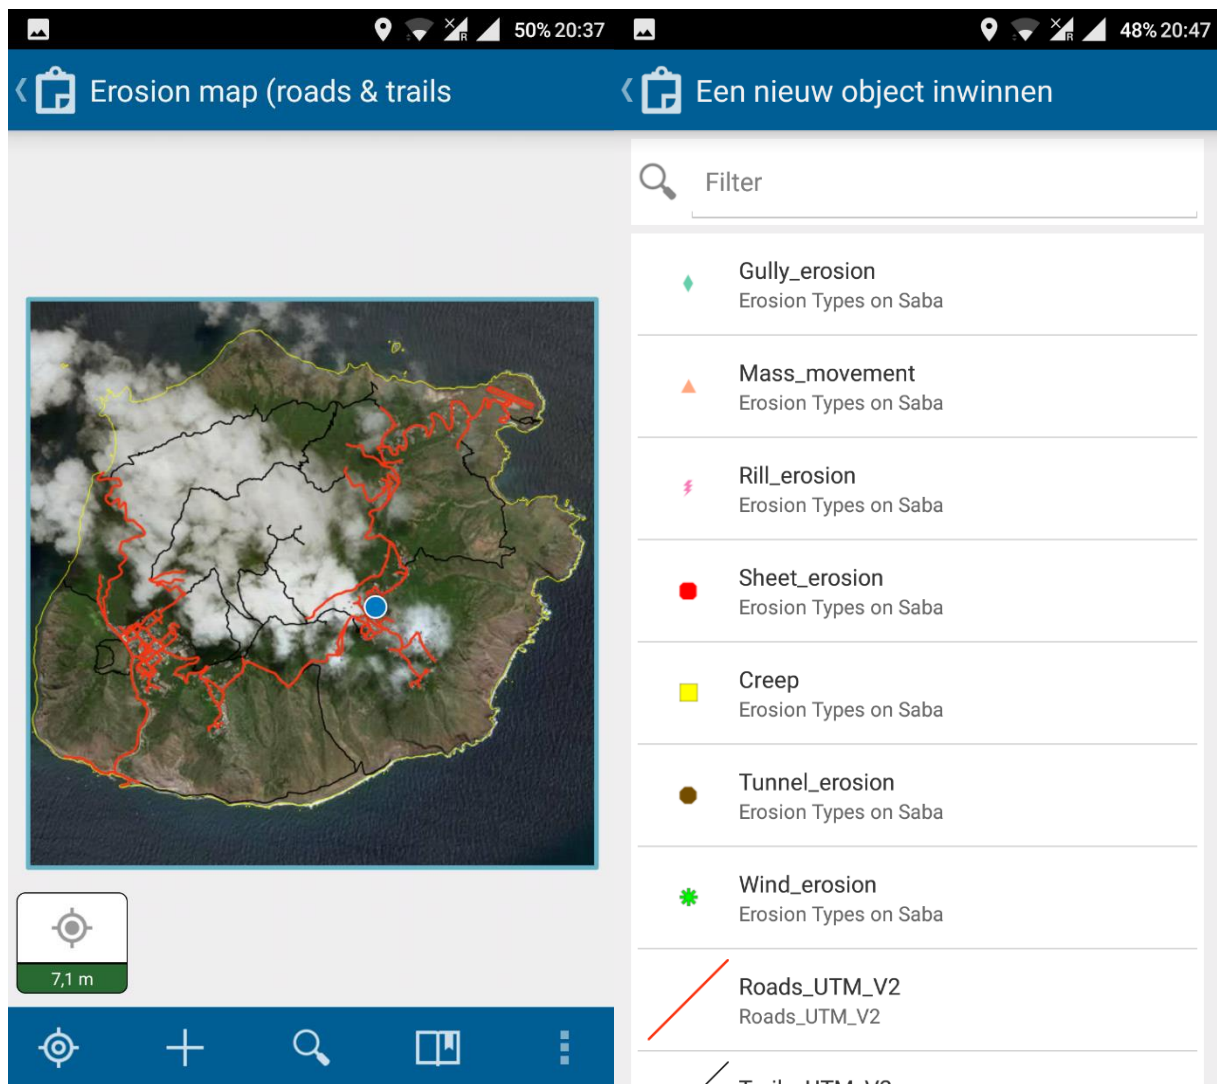 50% 20:37
Erosion map (roads & trails
7,1 m
48% 20:47
Een nieuw object inwinnen
Filter
Gully_erosion
Erosion Types on Saba
Mass_movement
Erosion Types on Saba
Rill_erosion
Erosion Types on Saba
Sheet_erosion
Erosion Types on Saba
Creep
Erosion Types on Saba
Tunnel_erosion
Erosion Types on Saba
Wind_erosion
Erosion Types on Saba
Roads_UTM_V2
Roads_UTM_V2